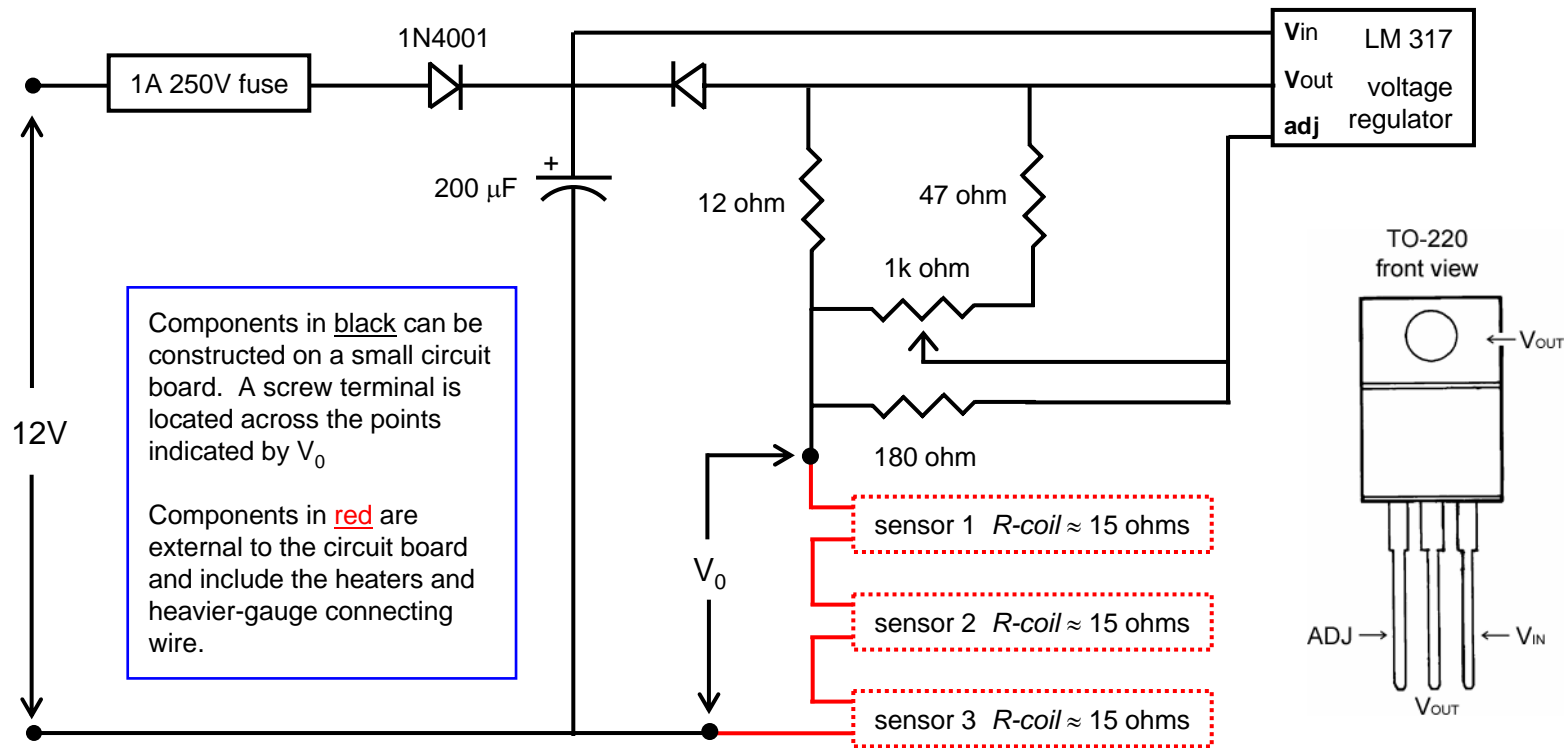 1N4001
1A 250V fuse
Vin
LM 317
Vout
voltage
regulator
adj
+
200 μF
12 ohm
47 ohm
1k ohm
180 ohm
12V
Components in black can be
constructed on a small circuit
board. A screw terminal is
located across the points
indicated by V0
Components in red are
external to the circuit board
and include the heaters and
heavier-gauge connecting
wire.
V0
sensor 1 R-coil ≈ 15 ohms
sensor 2 R-coil ≈ 15 ohms
sensor 3 R-coil ≈ 15 ohms
TO-220
front view
VOUT
ADJ
VIN
VOUT